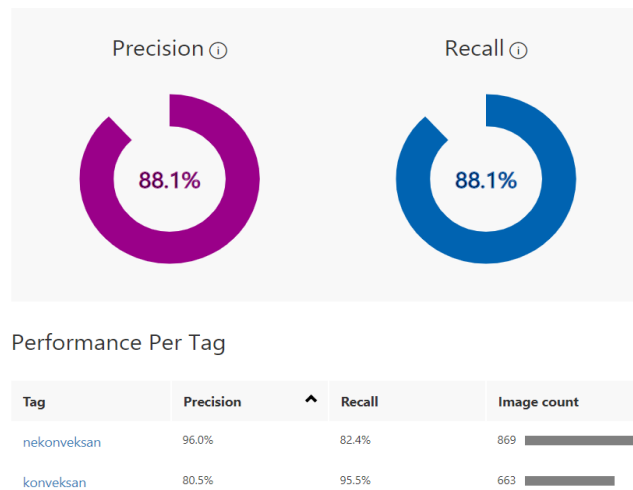 Precision
Recall
88.1%
88.1%
Performance Per Tag
Tag Precision Recall Image count
nekonveksan 96.0% 82.4% 869
konveksan 80.5% 95.5% 663